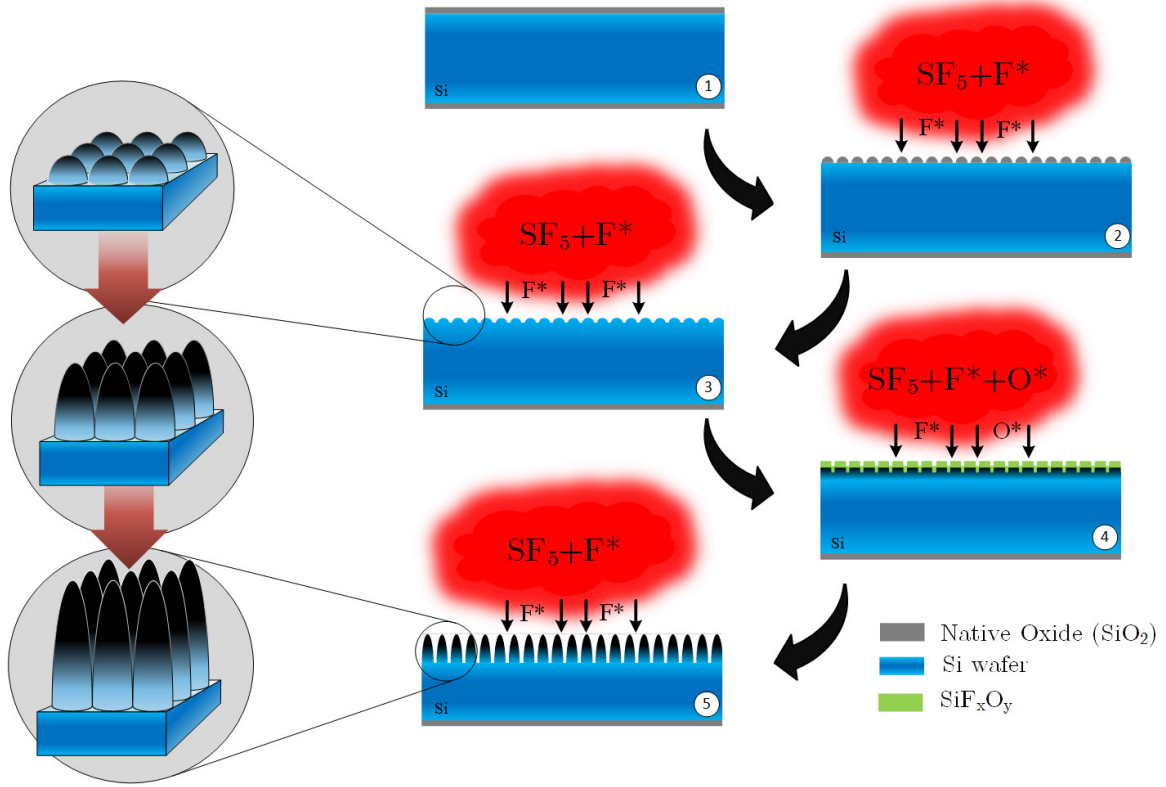 Si
1
SF₅+F*
F* F*
Si
2
SF₅+F*
F* F*
Si
3
SF₅+F*+O*
F* O*
Si
4
SF₅+F*
F* F*
Si
5
Native Oxide (SiO₂)
Si wafer
SiFₓOᵧ